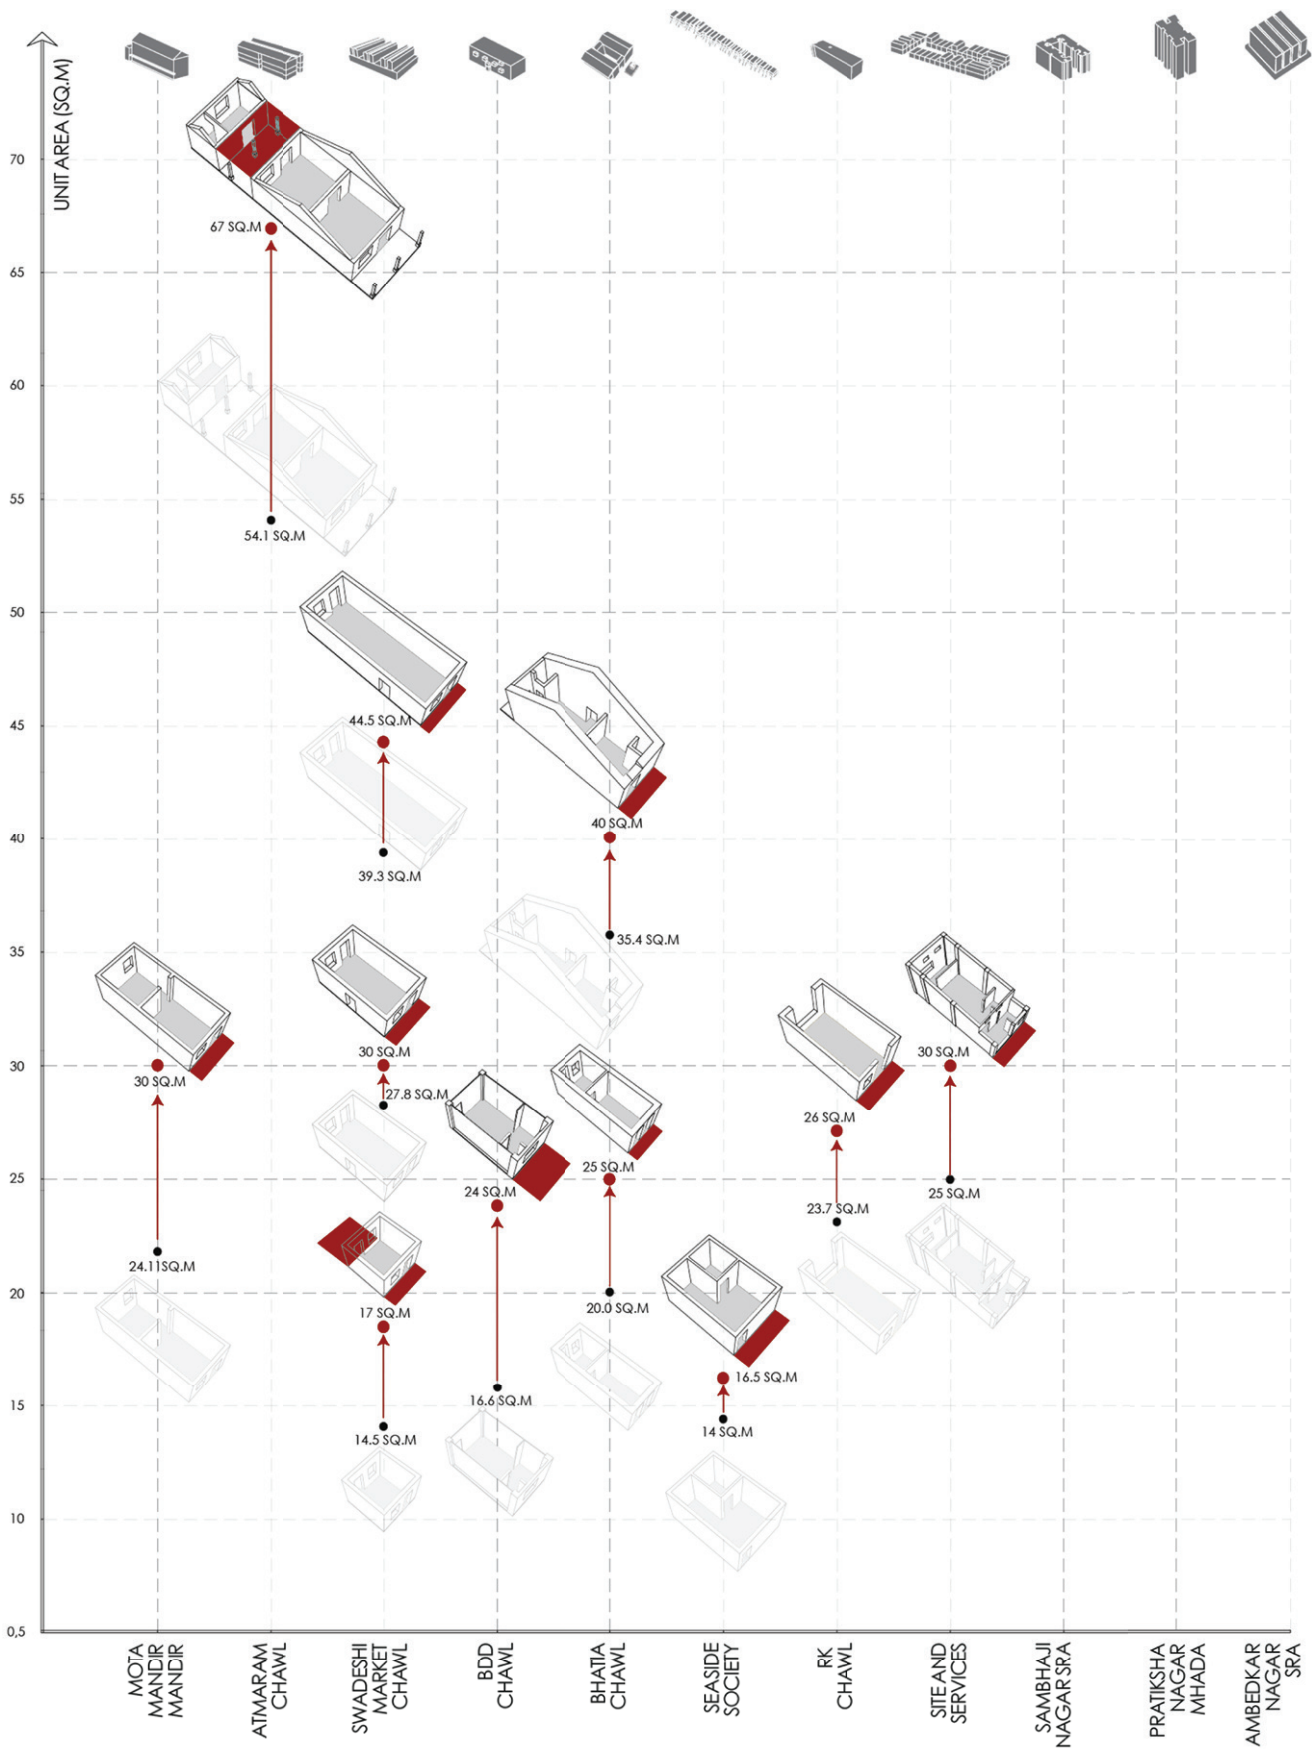 UNIT AREA (SQ.M)
70
67 SQ.M
65
60
55
54.1 SQ.M
50
45
44.5 SQ.M
40
40 SQ.M
39.3 SQ.M
35
35.4 SQ.M
30
30 SQ.M
30 SQ.M
30 SQ.M
27.8 SQ.M
26 SQ.M
25
25 SQ.M
24 SQ.M
25 SQ.M
23.7 SQ.M
24.11SQ.M
20
20.0 SQ.M
17 SQ.M
16.5 SQ.M
16.6 SQ.M
15
14 SQ.M
14.5 SQ.M
10
0,5
MOTA
MANDIR
MANDIR
ATMARAM
CHAWL
SWADESHI
MARKET
CHAWL
BDD
CHAWL
BHATIA
CHAWL
SEASIDE
SOCIETY
RK
CHAWL
SITE AND
SERVICES
SAMBHAJI
NAGAR SRA
PRATIKSHA
NAGAR
MHADA
AMBEDKAR
NAGAR
SRA